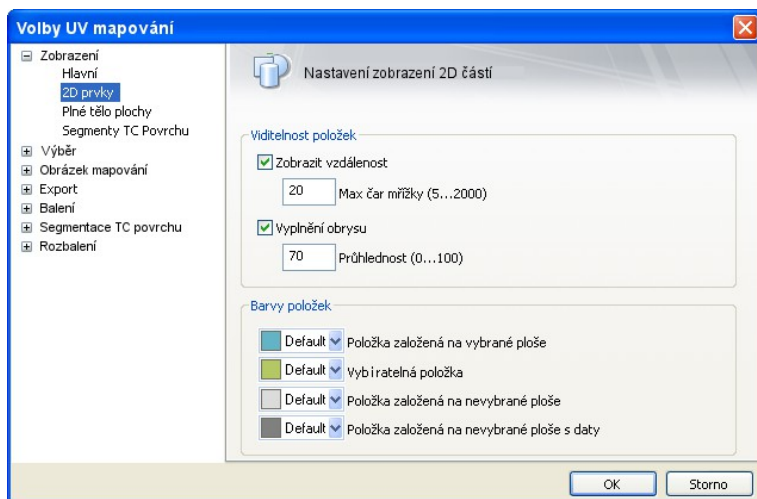 Volby UV mapování
Zobrazení
Hlavní
2D prvky
Plné tělo plochy
Segmenty TC Povrchu
Výběr
Obrázek mapování
Export
Balení
Segmentace TC povrchu
Rozbalení
Nastavení zobrazení 2D částí
Viditelnost položek
Zobrazit vzdálenost
20 Max čar mřížky (5...2000)
Vyplnění obrysu
70 Průhlednost (0...100)
Barvy položek
Default Položka založená na vybrané ploše
Default Vybiratelná položka
Default Položka založená na nevybrané ploše
Default Položka založená na nevybrané ploše s daty
OK Storno